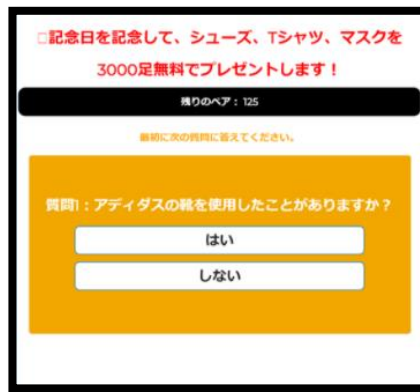 □記念日を記念して、シューズ、Tシャツ、マスクを
3000足無料でプレゼントします！
残りのペア：125
最初に次の質問に答えてください。
質問1：アディダスの靴を使用したことがありますか？
はい
しない